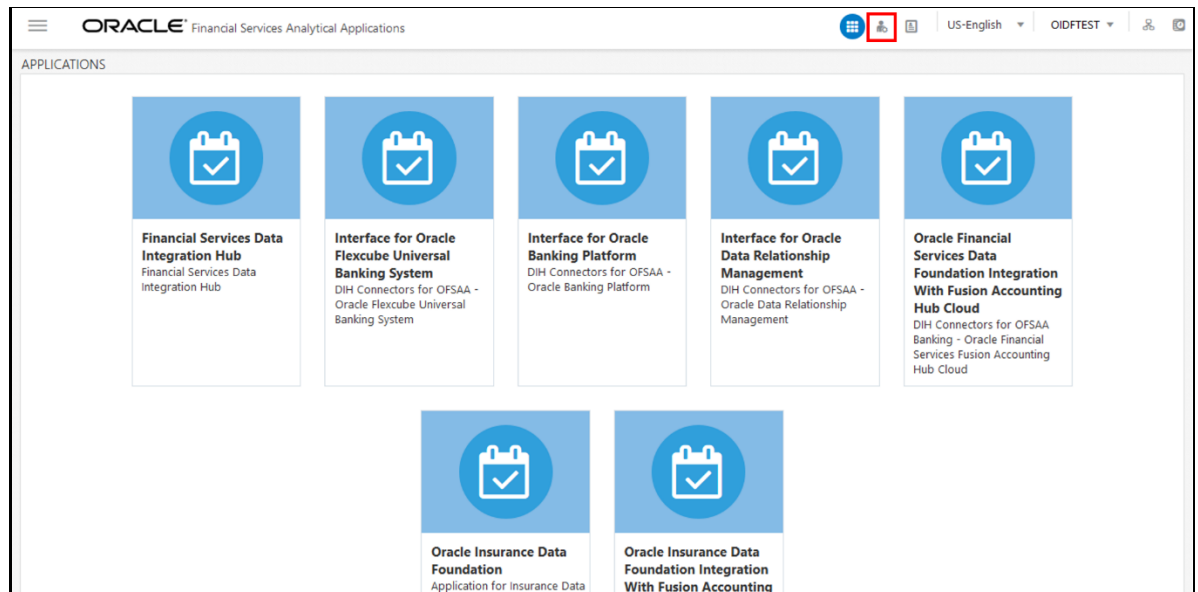 ORACLE Financial Services Analytical Applications
US-English
OIDFTEST
APPLICATIONS
Financial Services Data
Integration Hub
Financial Services Data
Integration Hub
Interface for Oracle
Flexcube Universal
Banking System
DIH Connectors for OFSAA -
Oracle Flexcube Universal
Banking System
Interface for Oracle
Banking Platform
DIH Connectors for OFSAA -
Oracle Banking Platform
Interface for Oracle
Data Relationship
Management
DIH Connectors for OFSAA -
Oracle Data Relationship
Management
Oracle Financial
Services Data
Foundation Integration
With Fusion Accounting
Hub Cloud
DIH Connectors for OFSAA
Banking - Oracle Financial
Services Fusion Accounting
Hub Cloud
Oracle Insurance Data
Foundation
Application for Insurance Data
Oracle Insurance Data
Foundation Integration
With Fusion Accounting